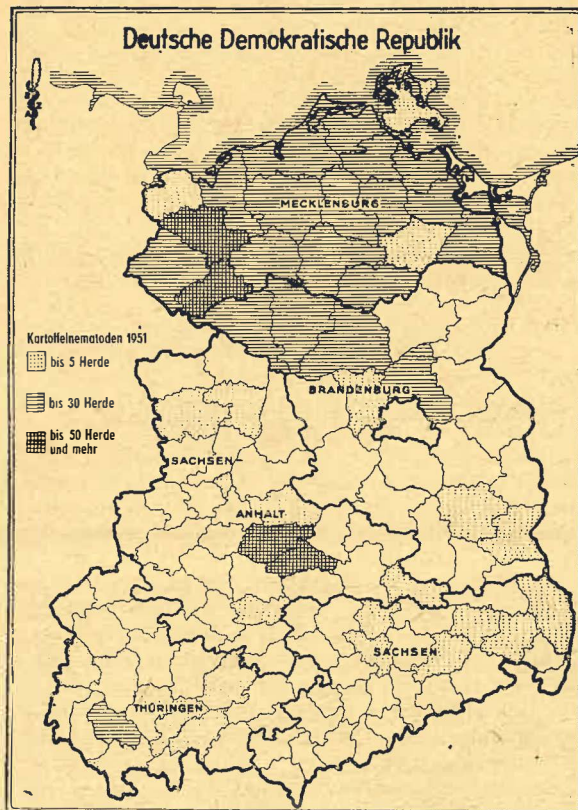 Deutsche Demokratische Republik
MECKLENBURG
Kartoffelnematoden 1951
bis 5 Herde
bis 30 Herde
bis 50 Herde
und mehr
BRANDENBURG
SACHSEN-
ANHALT
SACHSEN
THÜRINGEN